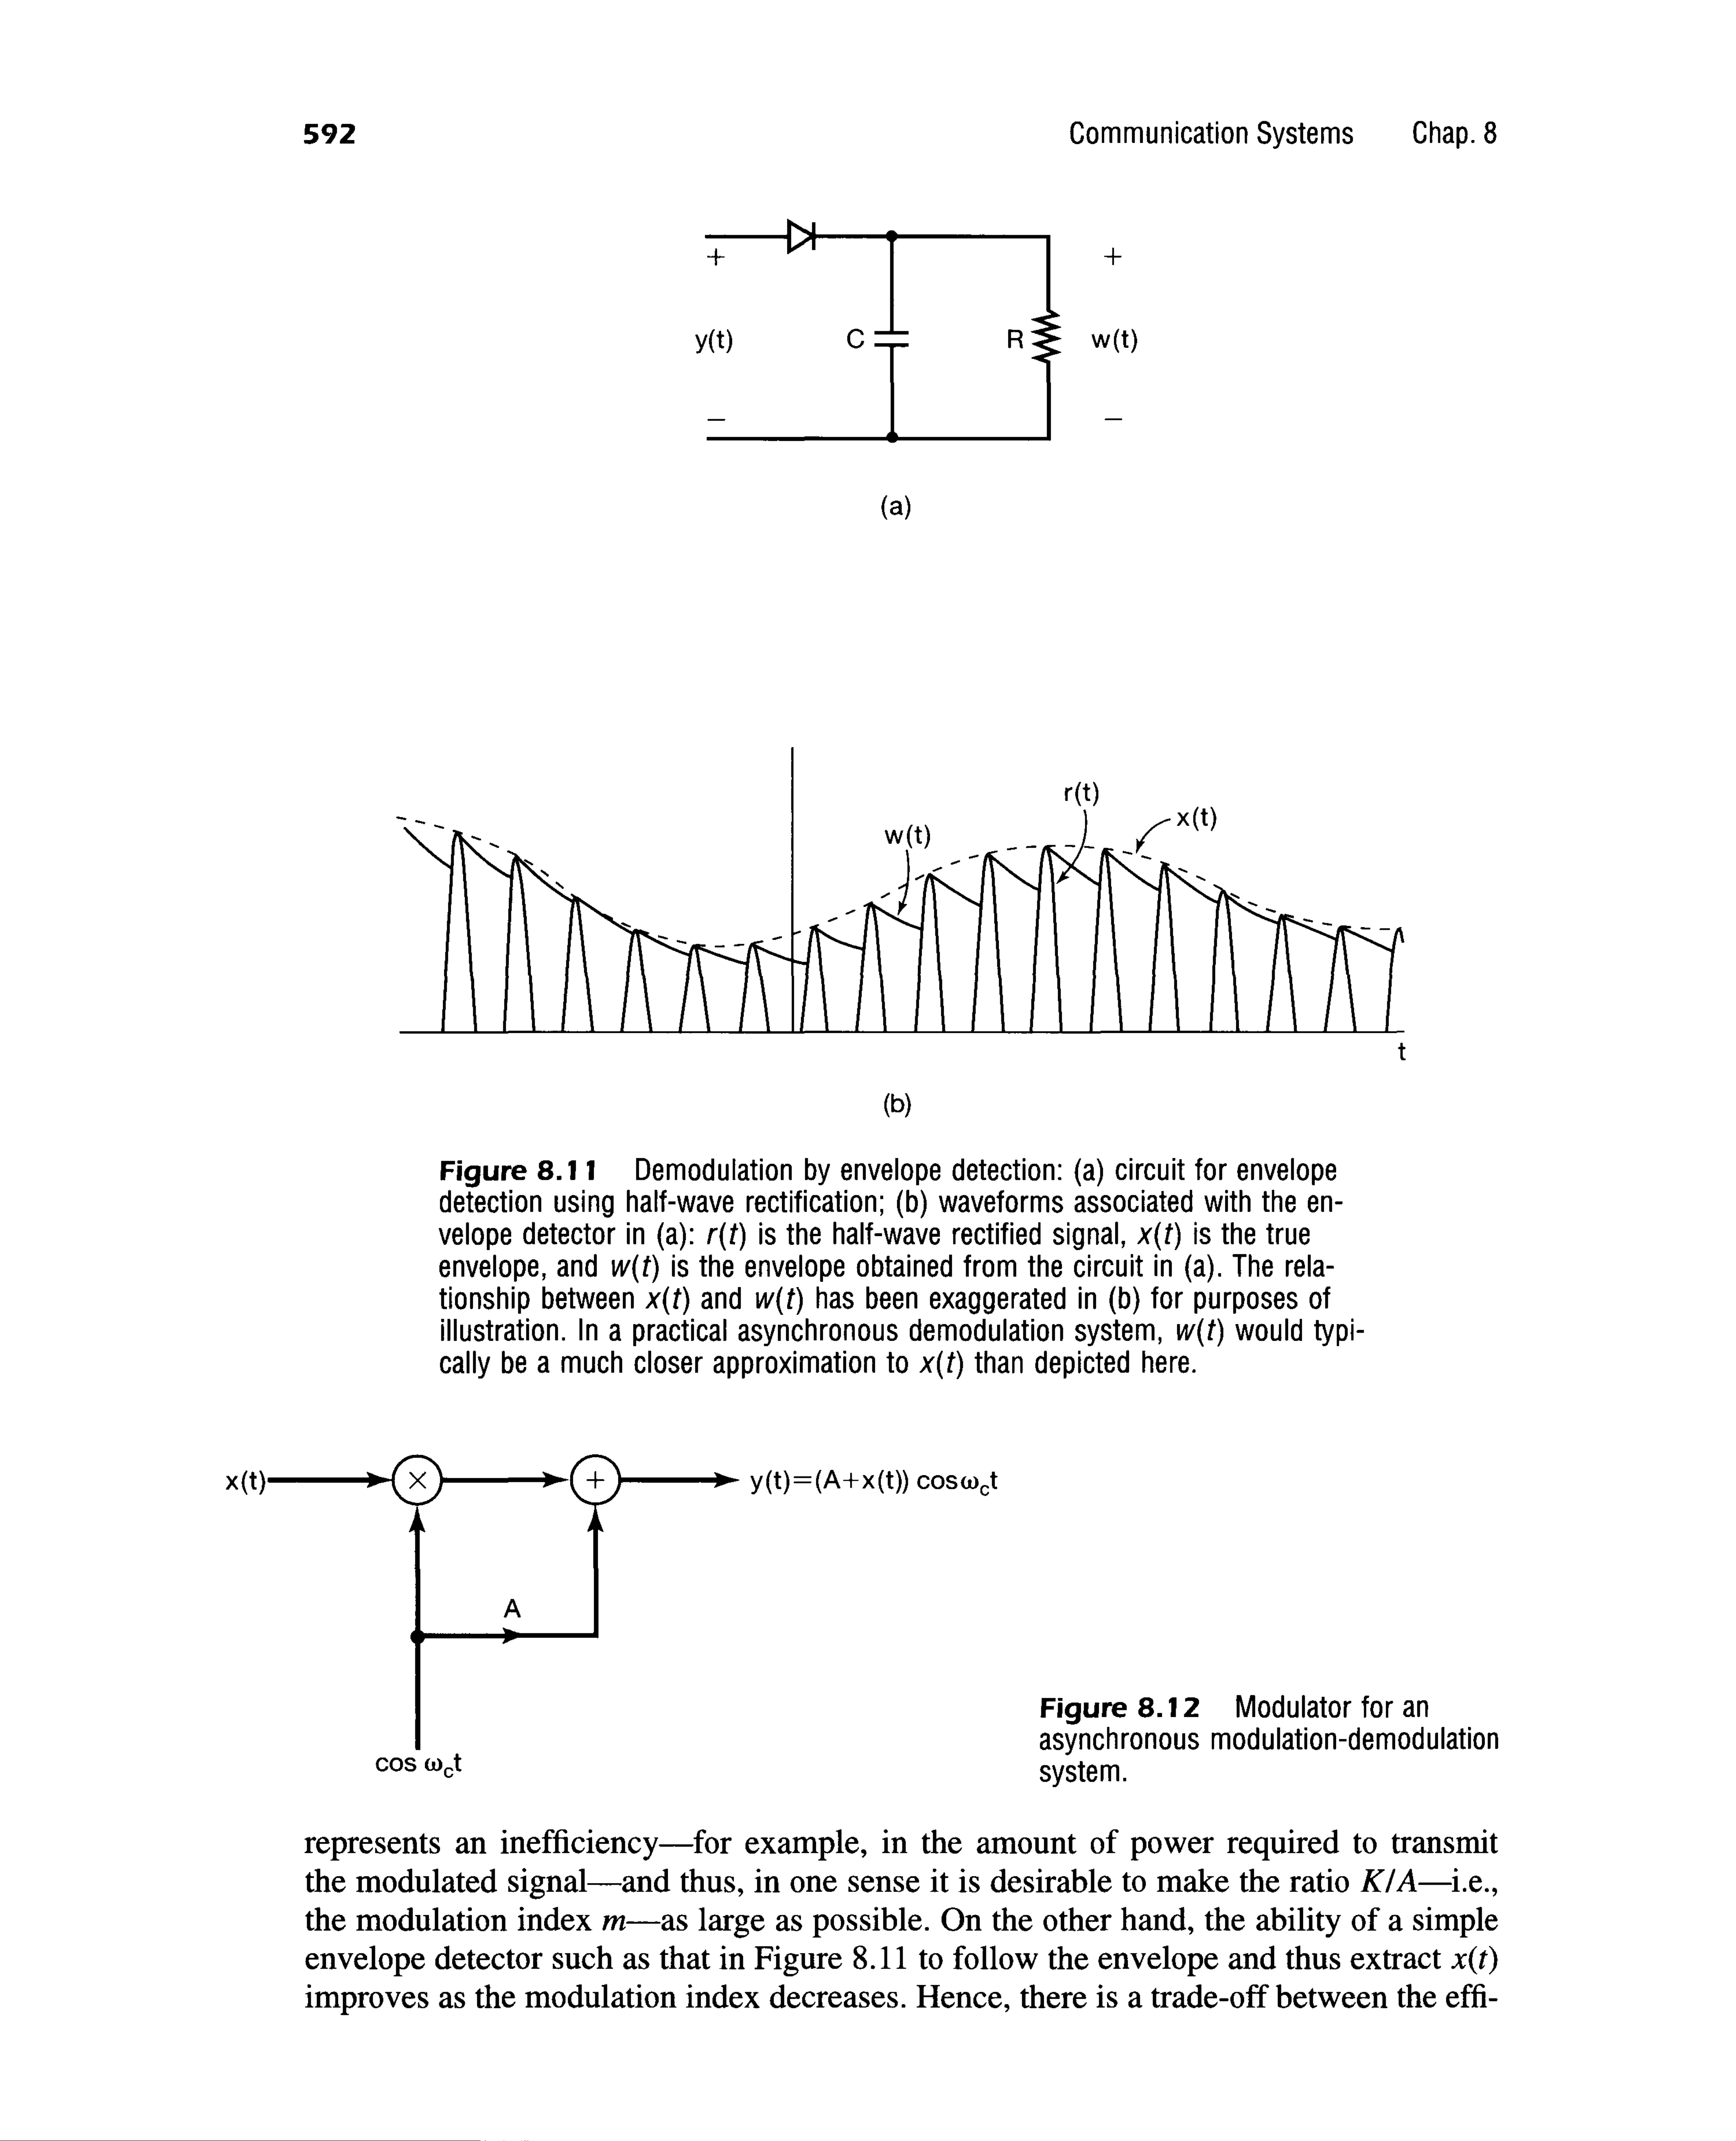 592 Communication Systems Chap. 8
+ +
y(t) C R w(t)
− −
(a)
r(t)
x(t)
w(t)
t
(b)
Figure 8.11 Demodulation by envelope detection: (a) circuit for envelope
detection using half-wave rectification; (b) waveforms associated with the en-
velope detector in (a): r(t) is the half-wave rectified signal, x(t) is the true
envelope, and w(t) is the envelope obtained from the circuit in (a). The rela-
tionship between x(t) and w(t) has been exaggerated in (b) for purposes of
illustration. In a practical asynchronous demodulation system, w(t) would typi-
cally be a much closer approximation to x(t) than depicted here.
x(t) × + y(t)=(A+x(t)) cosω_ct
A
cos ω_ct
Figure 8.12 Modulator for an
asynchronous modulation-demodulation
system.
represents an inefficiency—for example, in the amount of power required to transmit
the modulated signal—and thus, in one sense it is desirable to make the ratio K/A—i.e.,
the modulation index m—as large as possible. On the other hand, the ability of a simple
envelope detector such as that in Figure 8.11 to follow the envelope and thus extract x(t)
improves as the modulation index decreases. Hence, there is a trade-off between the effi-